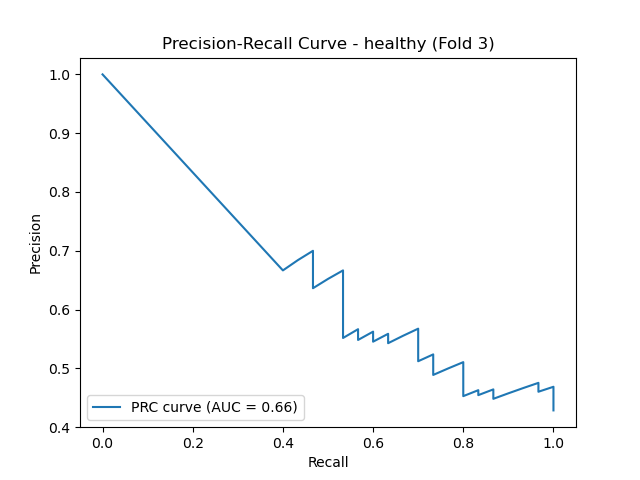 Precision-Recall Curve - healthy (Fold 3)
1.0
0.9
0.8
0.7
0.6
0.5
0.4
Precision
PRC curve (AUC = 0.66)
0.0 0.2 0.4 0.6 0.8 1.0
Recall